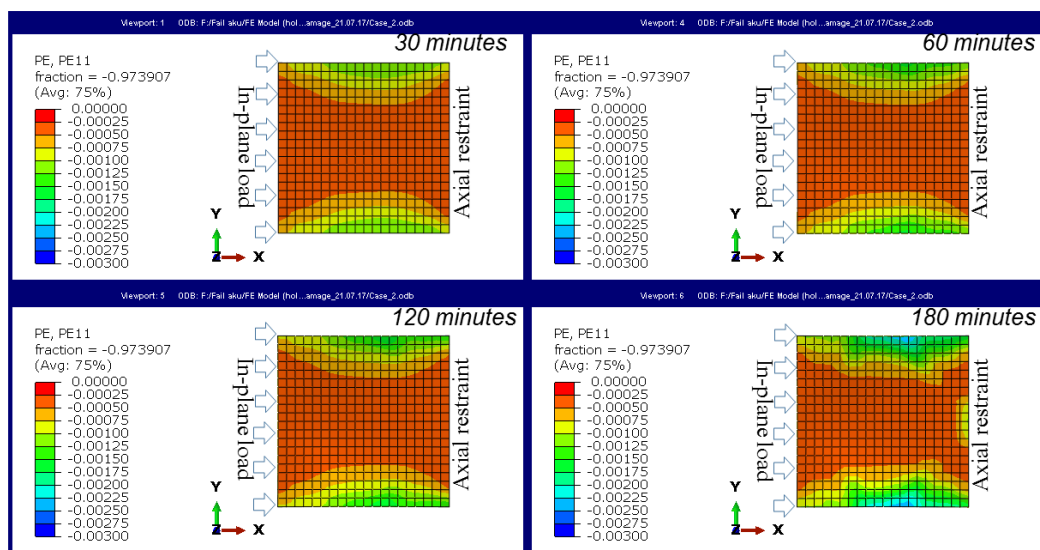 Viewport: 1 ODB: F:/Fail aku/FE Model (hol...amage_21.07.17/Case_2.odb
30 minutes
PE, PE11
fraction = -0.973907
(Avg: 75%)
0.00000
-0.00025
-0.00050
-0.00075
-0.00100
-0.00125
-0.00150
-0.00175
-0.00200
-0.00225
-0.00250
-0.00275
-0.00300
In-plane load
Axial restraint
Y
Z X
Viewport: 4 ODB: F:/Fail aku/FE Model (hol...amage_21.07.17/Case_2.odb
60 minutes
PE, PE11
fraction = -0.973907
(Avg: 75%)
0.00000
-0.00025
-0.00050
-0.00075
-0.00100
-0.00125
-0.00150
-0.00175
-0.00200
-0.00225
-0.00250
-0.00275
-0.00300
In-plane load
Axial restraint
Y
Z X
Viewport: 5 ODB: F:/Fail aku/FE Model (hol...amage_21.07.17/Case_2.odb
120 minutes
PE, PE11
fraction = -0.973907
(Avg: 75%)
0.00000
-0.00025
-0.00050
-0.00075
-0.00100
-0.00125
-0.00150
-0.00175
-0.00200
-0.00225
-0.00250
-0.00275
-0.00300
In-plane load
Axial restraint
Y
Z X
Viewport: 6 ODB: F:/Fail aku/FE Model (hol...amage_21.07.17/Case_2.odb
180 minutes
PE, PE11
fraction = -0.973907
(Avg: 75%)
0.00000
-0.00025
-0.00050
-0.00075
-0.00100
-0.00125
-0.00150
-0.00175
-0.00200
-0.00225
-0.00250
-0.00275
-0.00300
In-plane load
Axial restraint
Y
Z X